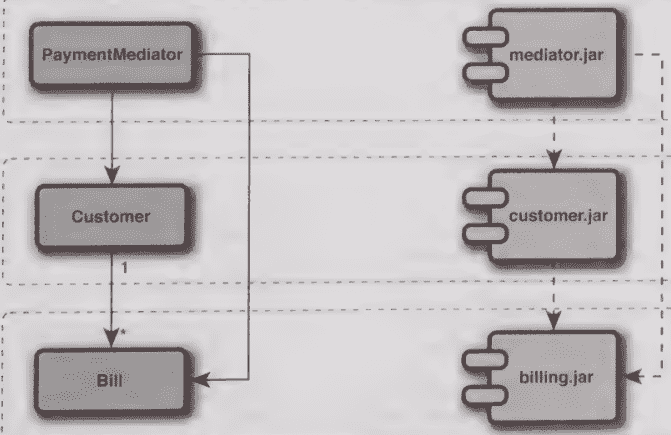 PaymentMediator
mediator.jar
Customer
customer.jar
1
*
Bill
billing.jar